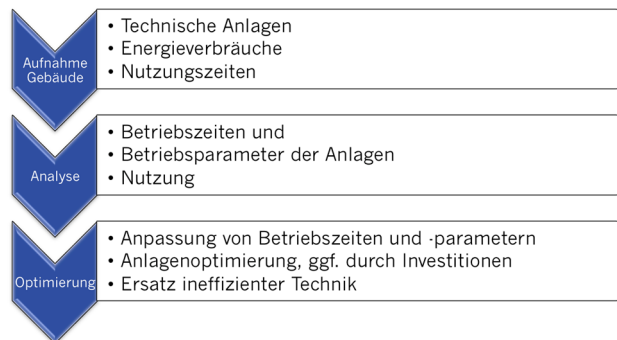 Aufnahme
Gebäude
• Technische Anlagen
• Energieverbräuche
• Nutzungszeiten
Analyse
• Betriebszeiten und
• Betriebsparameter der Anlagen
• Nutzung
Optimierung
• Anpassung von Betriebszeiten und -parametern
• Anlagenoptimierung, ggf. durch Investitionen
• Ersatz ineffizienter Technik